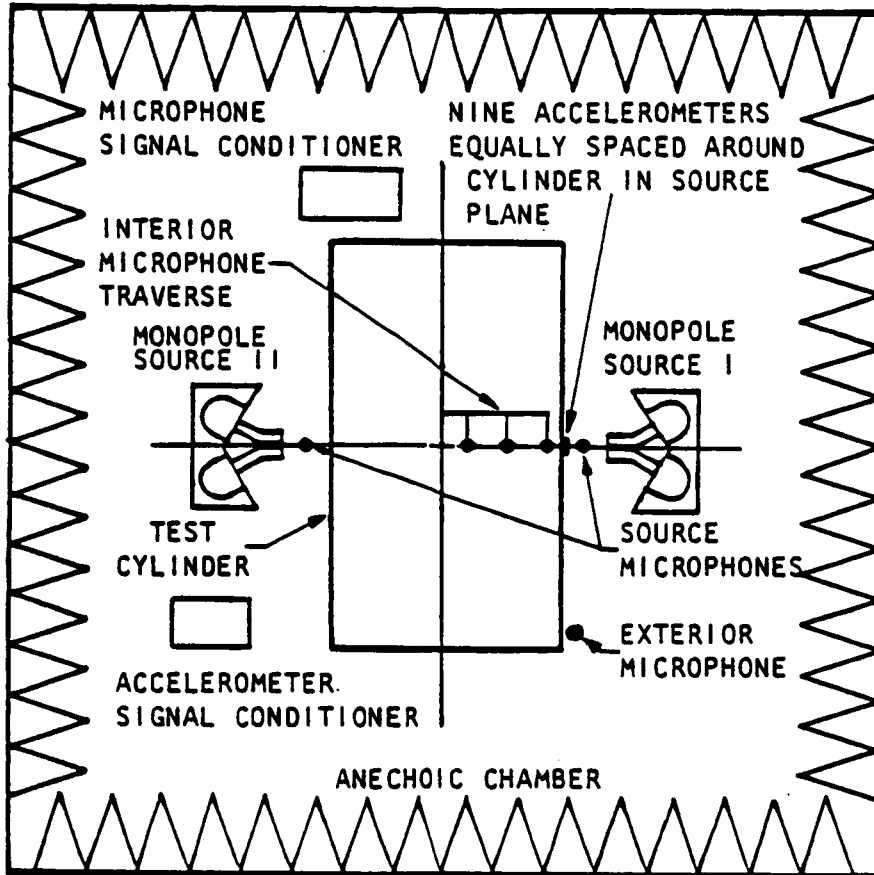 MICROPHONE
SIGNAL CONDITIONER
NINE ACCELEROMETERS
EQUALLY SPACED AROUND
CYLINDER IN SOURCE
PLANE
INTERIOR
MICROPHONE
TRAVERSE
MONOPOLE
SOURCE II
MONOPOLE
SOURCE I
TEST
CYLINDER
SOURCE
MICROPHONES
EXTERIOR
MICROPHONE
ACCELEROMETER.
SIGNAL CONDITIONER
ANECHOIC CHAMBER